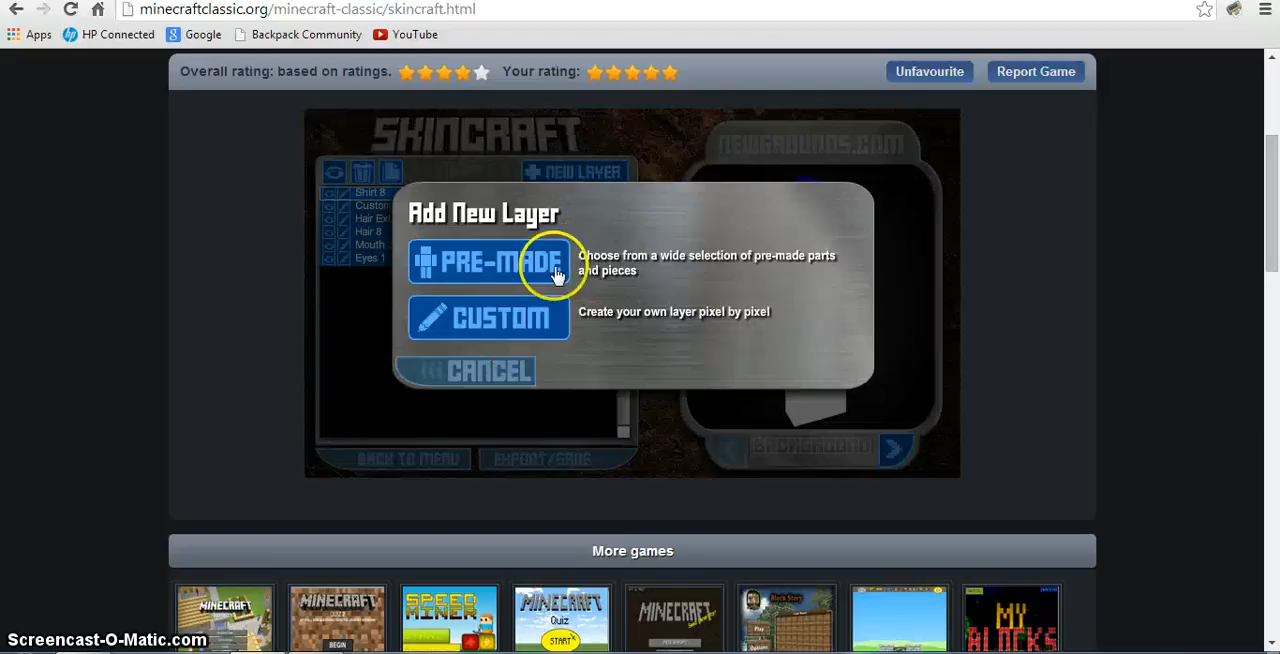 minecraftclassic.org/minecraft-classic/skincraft.html
Apps HP Connected Google Backpack Community YouTube
Overall rating: based on ratings. Your rating: Unfavourite Report Game
SKINCRAFT
NEWGROUNDS.COM
NEW LAYER
Shirt 8
Custom
Hair Ext
Hair 8
Mouth
Eyes 1
Add New Layer
PRE-MADE
Choose from a wide selection of pre-made parts
and pieces
CUSTOM
Create your own layer pixel by pixel
CANCEL
BACK TO MENU EXPORT/SAVE BACKGROUND
More games
MINECRAFT
MINECRAFT
QUIZ
BEGIN
SPEED
MINER
MINECRAFT
Quiz
START
MINECRAFT
Block Story
MY
BLOCKS
Screencast-O-Matic.com